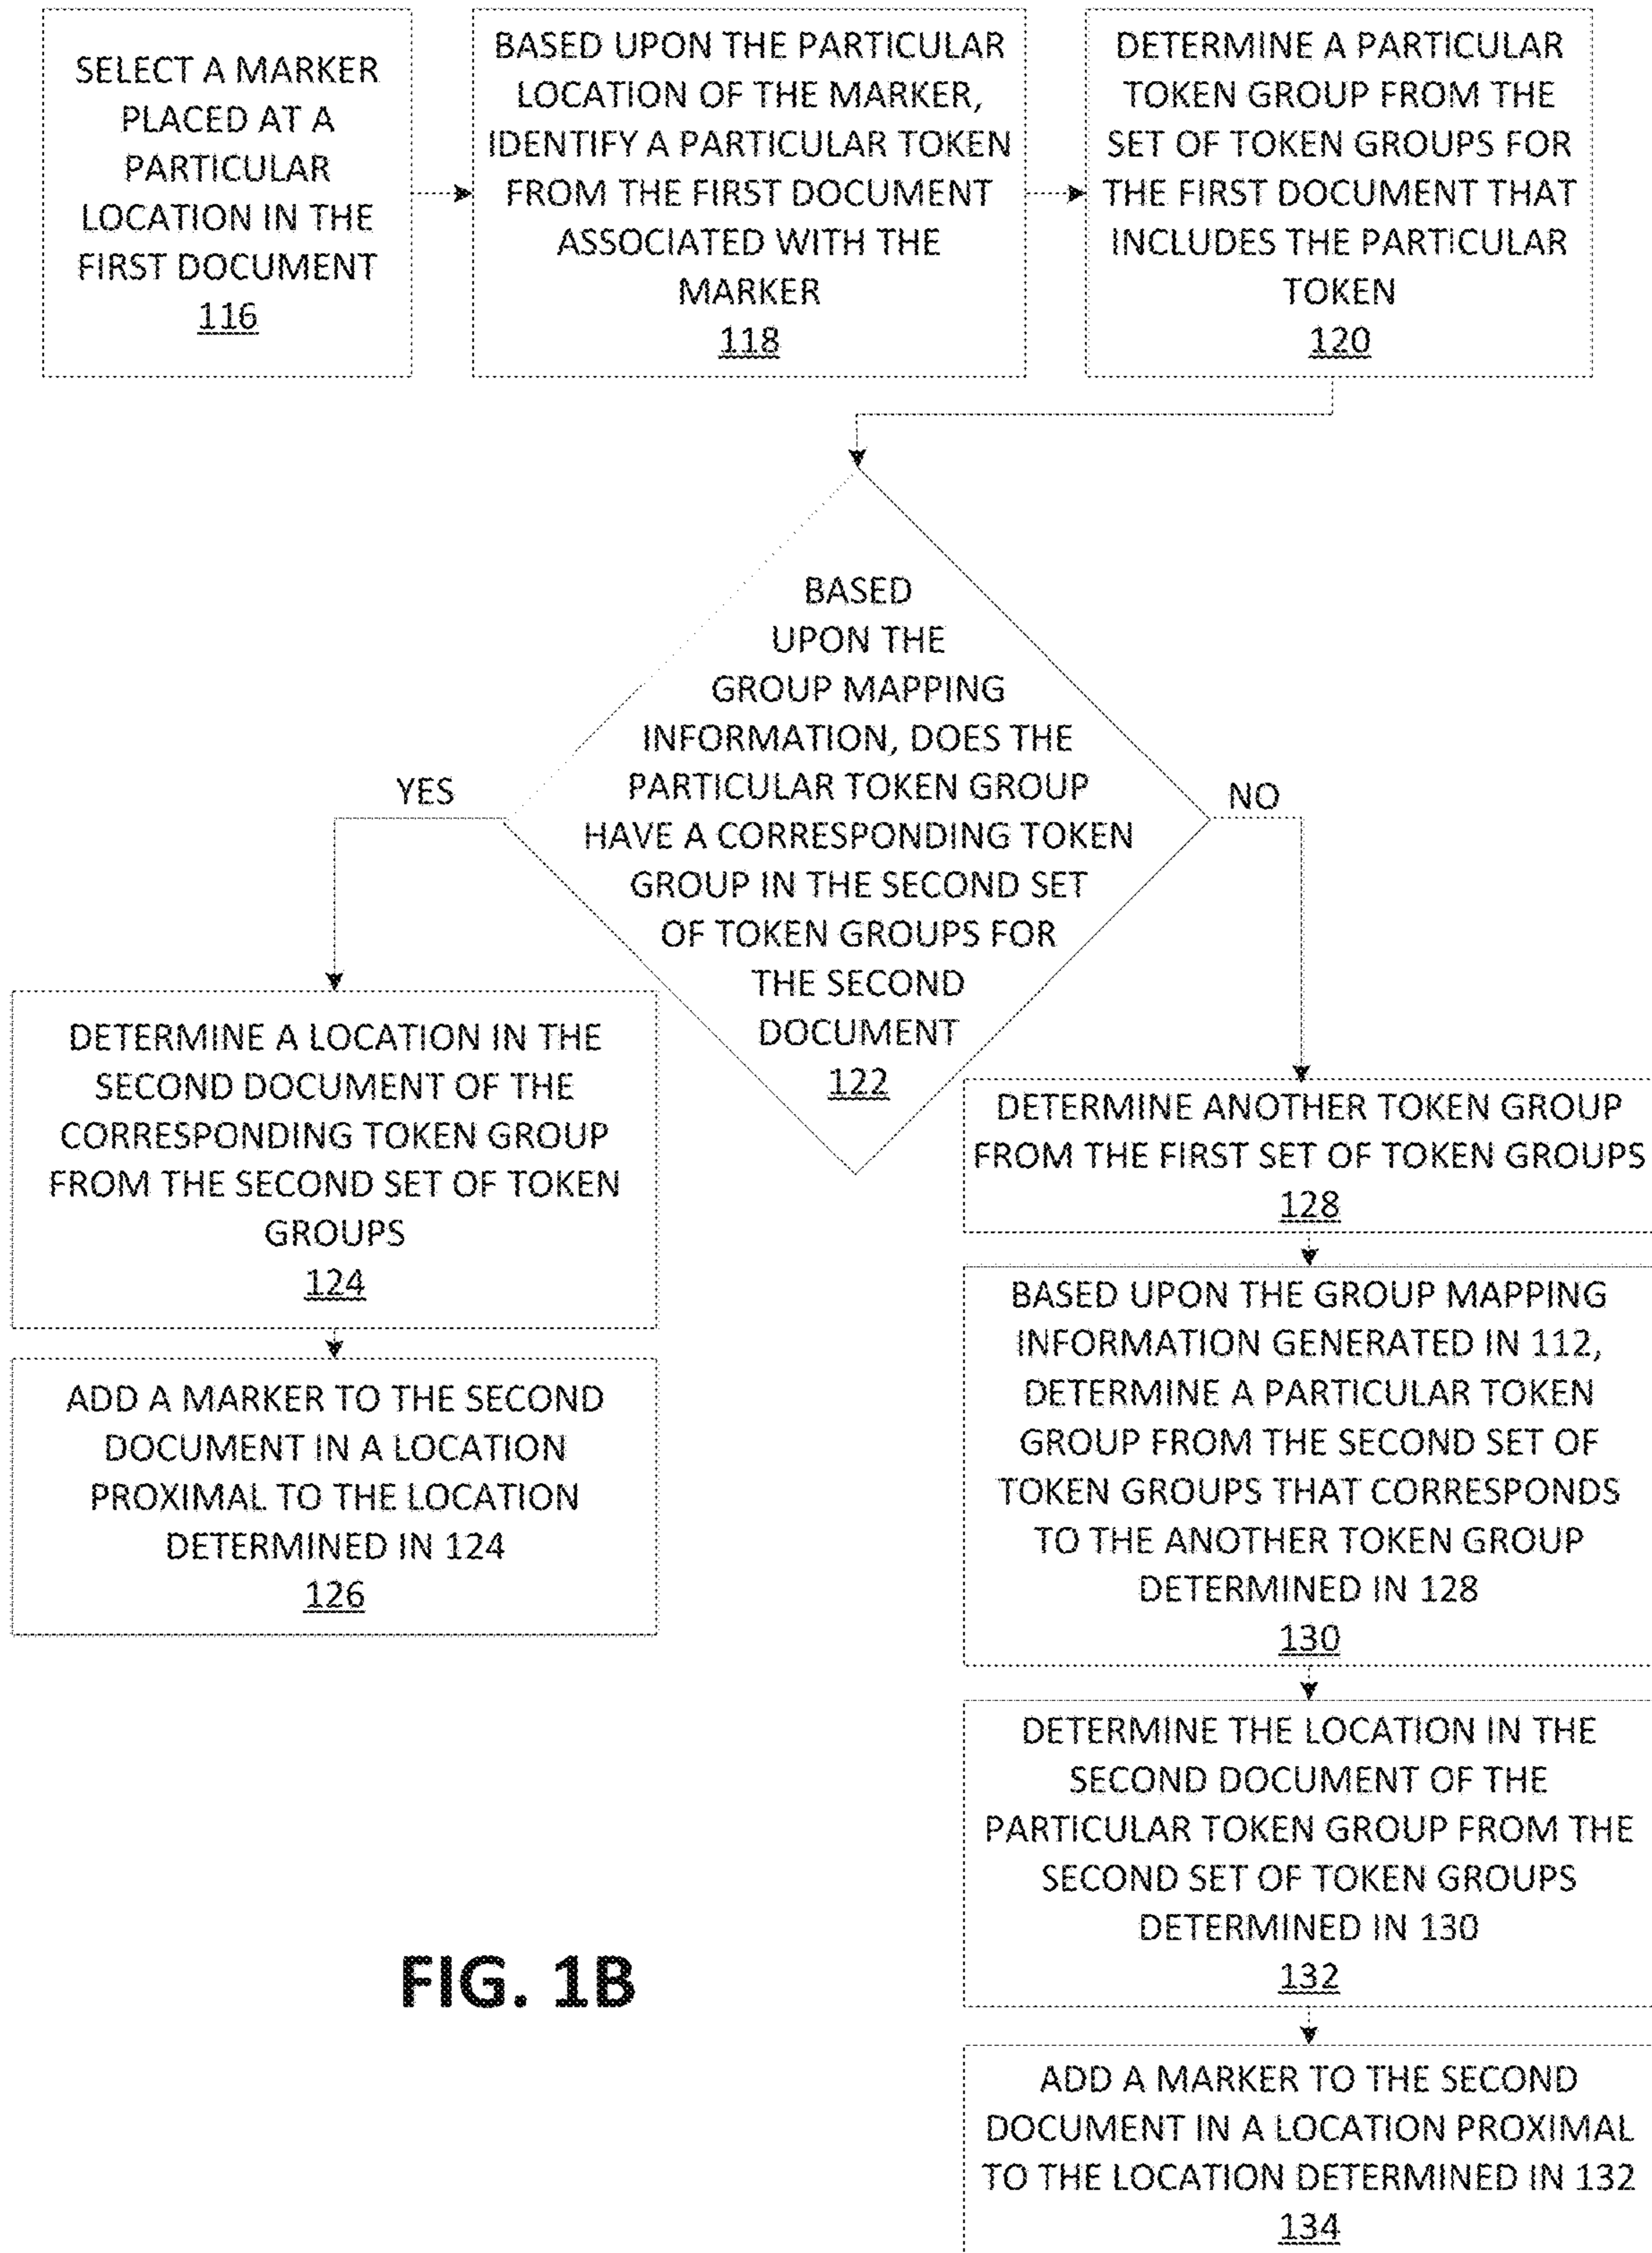 SELECT A MARKER
PLACED AT A
PARTICULAR
LOCATION IN THE
FIRST DOCUMENT
116
BASED UPON THE PARTICULAR
LOCATION OF THE MARKER,
IDENTIFY A PARTICULAR TOKEN
FROM THE FIRST DOCUMENT
ASSOCIATED WITH THE
MARKER
118
DETERMINE A PARTICULAR
TOKEN GROUP FROM THE
SET OF TOKEN GROUPS FOR
THE FIRST DOCUMENT THAT
INCLUDES THE PARTICULAR
TOKEN
120
BASED
UPON THE
GROUP MAPPING
INFORMATION, DOES THE
PARTICULAR TOKEN GROUP
HAVE A CORRESPONDING TOKEN
GROUP IN THE SECOND SET
OF TOKEN GROUPS FOR
THE SECOND
DOCUMENT
122
YES
NO
DETERMINE A LOCATION IN THE
SECOND DOCUMENT OF THE
CORRESPONDING TOKEN GROUP
FROM THE SECOND SET OF TOKEN
GROUPS
124
ADD A MARKER TO THE SECOND
DOCUMENT IN A LOCATION
PROXIMAL TO THE LOCATION
DETERMINED IN 124
126
DETERMINE ANOTHER TOKEN GROUP
FROM THE FIRST SET OF TOKEN GROUPS
128
BASED UPON THE GROUP MAPPING
INFORMATION GENERATED IN 112,
DETERMINE A PARTICULAR TOKEN
GROUP FROM THE SECOND SET OF
TOKEN GROUPS THAT CORRESPONDS
TO THE ANOTHER TOKEN GROUP
DETERMINED IN 128
130
DETERMINE THE LOCATION IN THE
SECOND DOCUMENT OF THE
PARTICULAR TOKEN GROUP FROM THE
SECOND SET OF TOKEN GROUPS
DETERMINED IN 130
132
ADD A MARKER TO THE SECOND
DOCUMENT IN A LOCATION PROXIMAL
TO THE LOCATION DETERMINED IN 132
134
FIG. 1B